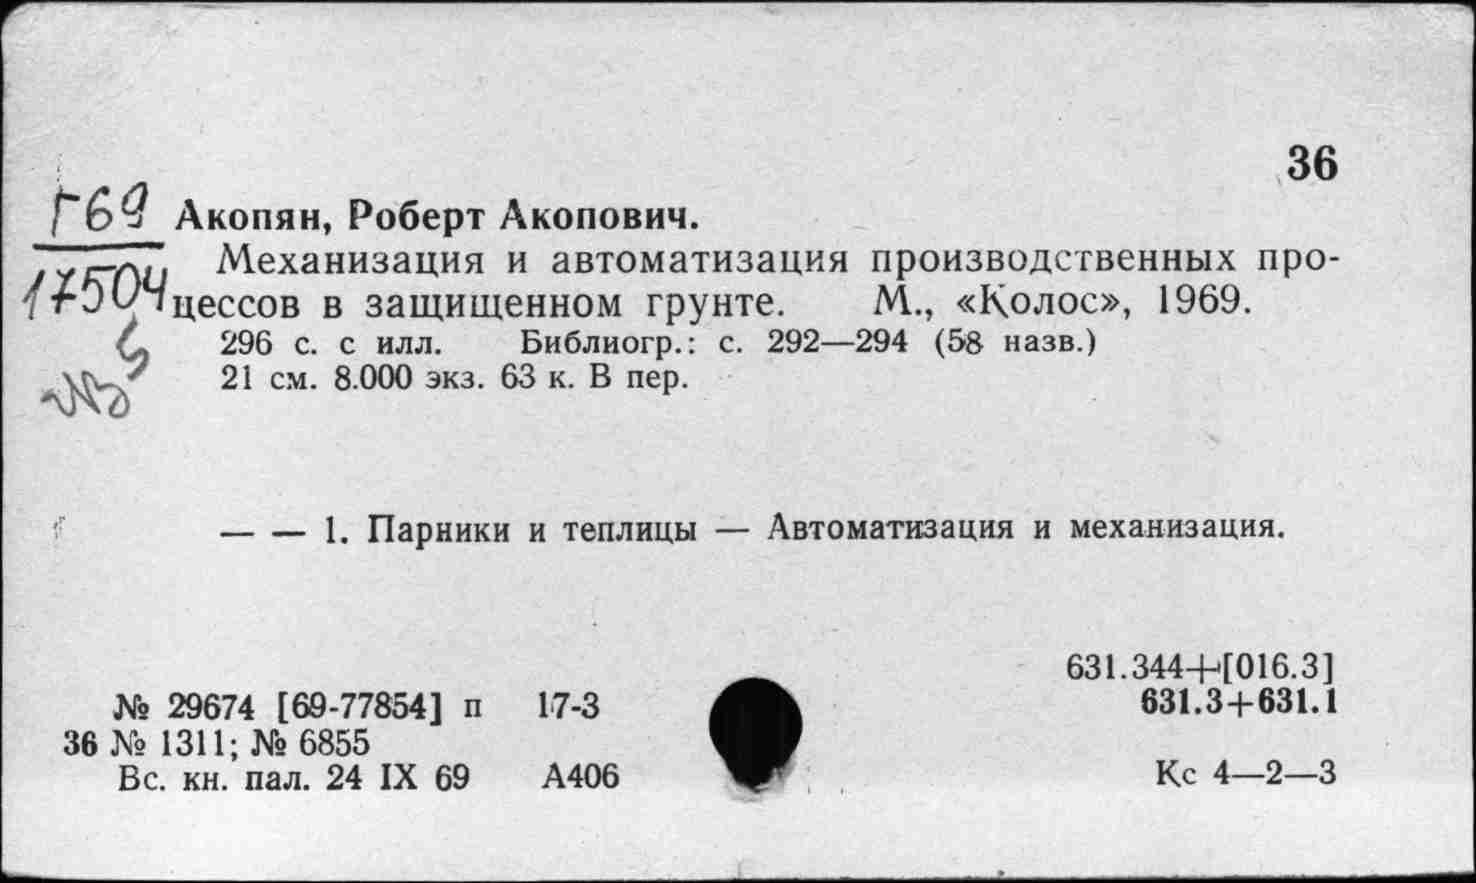 36
Г69 Акопян, Роберт Акопович.
Механизация и автоматизация производственных про-
17504 цессов в защищенном грунте. М., «Колос», 1969.
296 с. с илл. Библиогр.: с. 292—294 (58 назв.)
21 см. 8.000 экз. 63 к. В пер.
— — 1. Парники и теплицы — Автоматизация и механизация.
631.344+[016.3]
№ 29674 [69-77854] п 17-3 631.3+631.1
36 № 1311; № 6855
Вс. кн. пал. 24 IX 69 А406 Кс 4—2—3